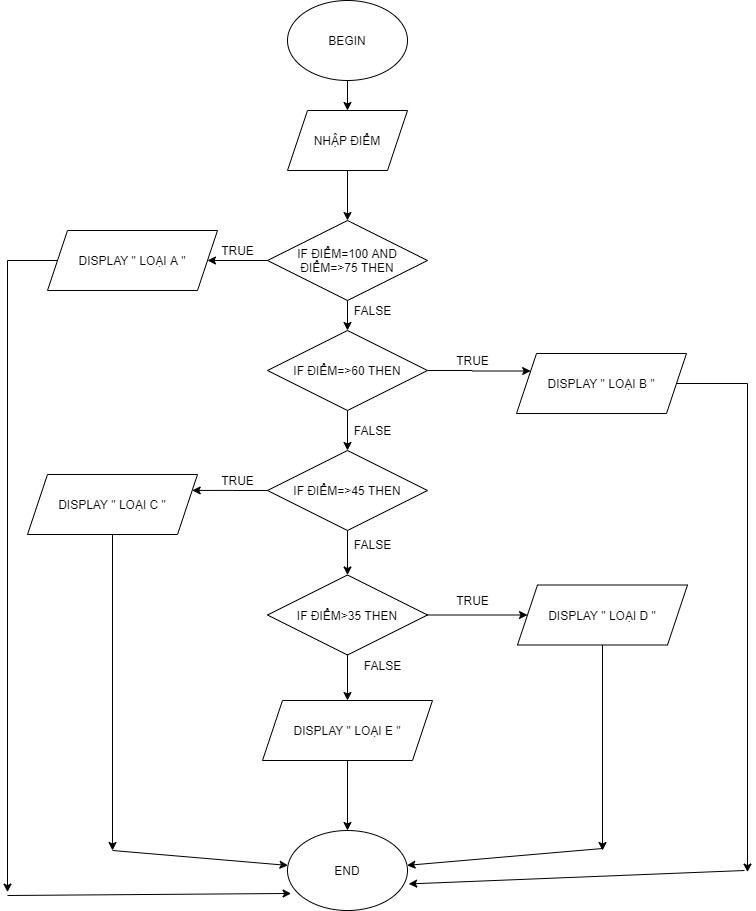 BEGIN
NHẬP ĐIỂM
IF ĐIỂM=100 AND
ĐIỂM=>75 THEN
TRUE
DISPLAY " LOẠI A "
FALSE
IF ĐIỂM=>60 THEN
TRUE
DISPLAY " LOẠI B "
FALSE
IF ĐIỂM=>45 THEN
TRUE
DISPLAY " LOẠI C "
FALSE
IF ĐIỂM>35 THEN
TRUE
DISPLAY " LOẠI D "
FALSE
DISPLAY " LOẠI E "
END